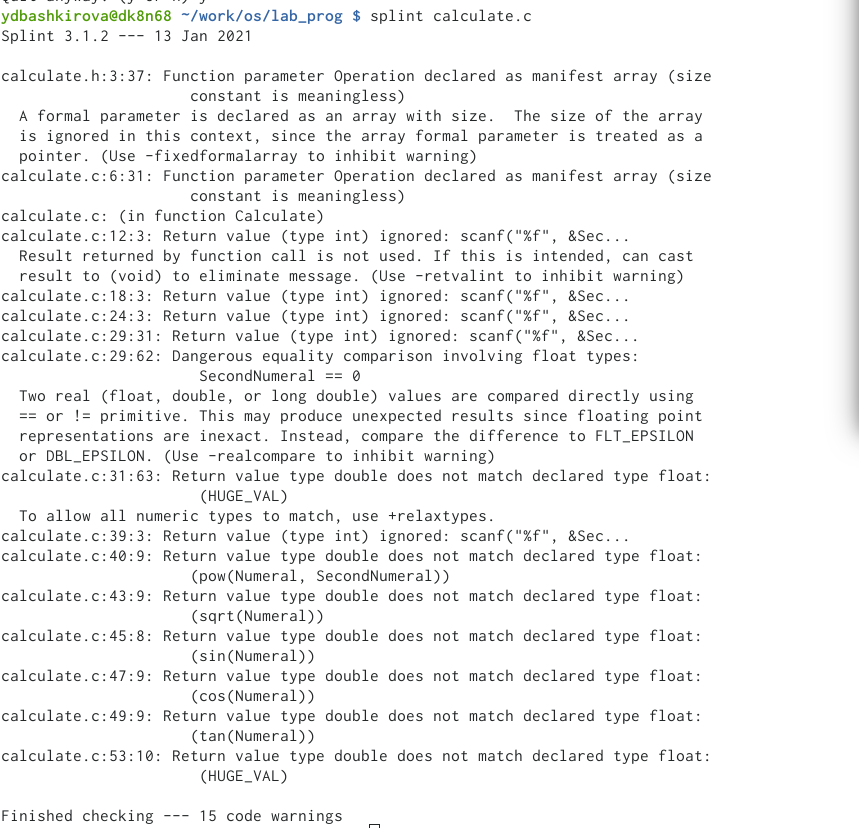 Quit anyway? (y or n) y
ydbashkirova@dk8n68 ~/work/os/lab_prog $ splint calculate.c
Splint 3.1.2 --- 13 Jan 2021
calculate.h:3:37: Function parameter Operation declared as manifest array (size
constant is meaningless)
A formal parameter is declared as an array with size.  The size of the array
is ignored in this context, since the array formal parameter is treated as a
pointer. (Use -fixedformalarray to inhibit warning)
calculate.c:6:31: Function parameter Operation declared as manifest array (size
constant is meaningless)
calculate.c: (in function Calculate)
calculate.c:12:3: Return value (type int) ignored: scanf("%f", &Sec...
Result returned by function call is not used. If this is intended, can cast
result to (void) to eliminate message. (Use -retvalint to inhibit warning)
calculate.c:18:3: Return value (type int) ignored: scanf("%f", &Sec...
calculate.c:24:3: Return value (type int) ignored: scanf("%f", &Sec...
calculate.c:29:31: Return value (type int) ignored: scanf("%f", &Sec...
calculate.c:29:62: Dangerous equality comparison involving float types:
SecondNumeral == 0
Two real (float, double, or long double) values are compared directly using
== or != primitive. This may produce unexpected results since floating point
representations are inexact. Instead, compare the difference to FLT_EPSILON
or DBL_EPSILON. (Use -realcompare to inhibit warning)
calculate.c:31:63: Return value type double does not match declared type float:
(HUGE_VAL)
To allow all numeric types to match, use +relaxtypes.
calculate.c:39:3: Return value (type int) ignored: scanf("%f", &Sec...
calculate.c:40:9: Return value type double does not match declared type float:
(pow(Numeral, SecondNumeral))
calculate.c:43:9: Return value type double does not match declared type float:
(sqrt(Numeral))
calculate.c:45:8: Return value type double does not match declared type float:
(sin(Numeral))
calculate.c:47:9: Return value type double does not match declared type float:
(cos(Numeral))
calculate.c:49:9: Return value type double does not match declared type float:
(tan(Numeral))
calculate.c:53:10: Return value type double does not match declared type float:
(HUGE_VAL)
Finished checking --- 15 code warnings